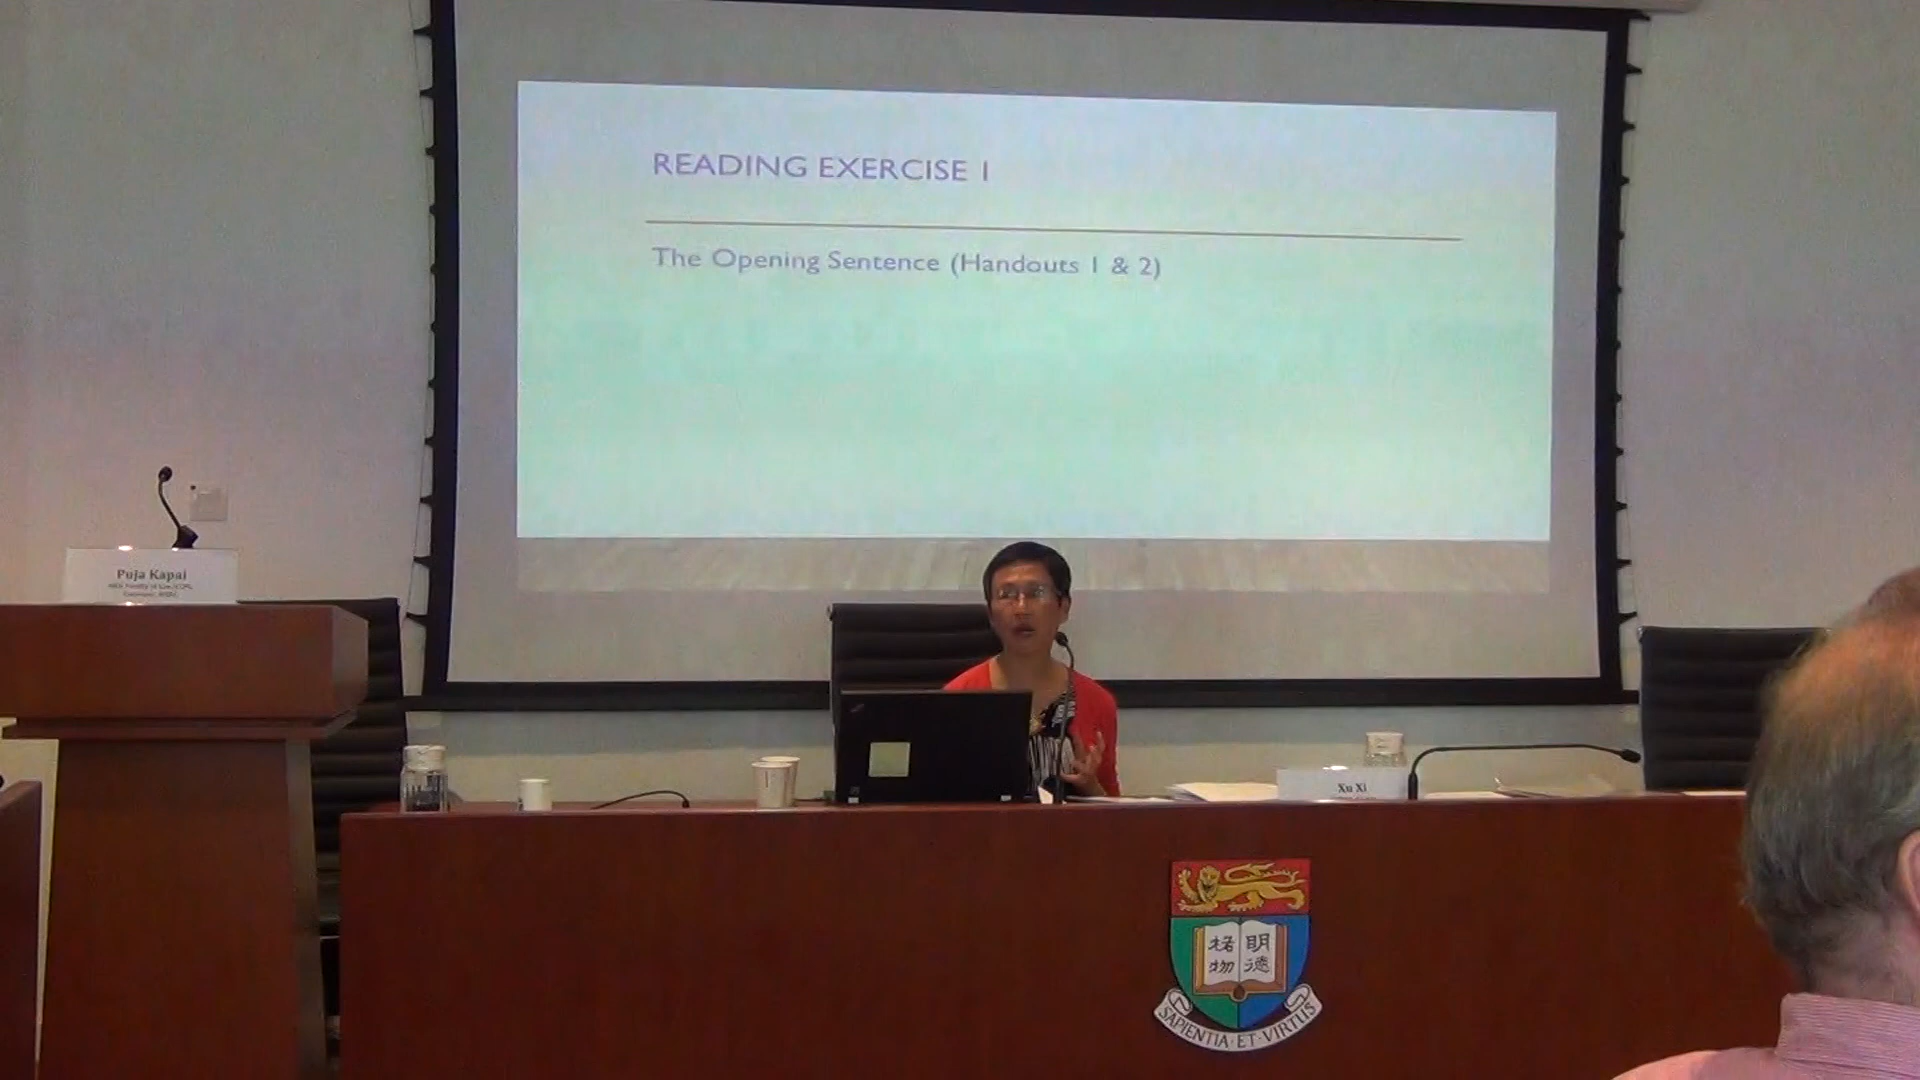 READING EXERCISE 1
The Opening Sentence (Handouts 1 & 2)
Puja Kapai
Xu Xi
明 格
德 物
SAPIENTIA·ET·VIRTUS